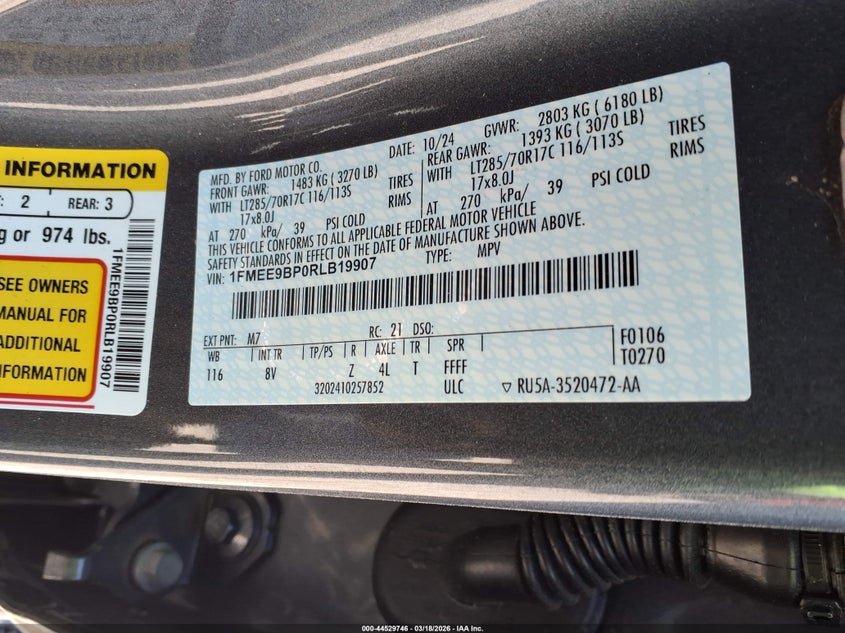 INFORMATION
2 REAR: 3
g or 974 lbs.
SEE OWNERS
MANUAL FOR
ADDITIONAL
INFORMATION
1FMEE9BP0RLB19907
MFD. BY FORD MOTOR CO.
DATE: 10/24 GVWR: 2803 KG ( 6180 LB)
FRONT GAWR: 1483 KG ( 3270 LB)
REAR GAWR: 1393 KG ( 3070 LB)
WITH LT285/70R17C 116/113S TIRES
LT285/70R17C 116/113S TIRES
17x8.0J RIMS
WITH 17x8.0J RIMS
AT 270 kPa/ 39 PSI COLD
AT 270 kPa/ 39 PSI COLD
THIS VEHICLE CONFORMS TO ALL APPLICABLE FEDERAL MOTOR VEHICLE
SAFETY STANDARDS IN EFFECT ON THE DATE OF MANUFACTURE SHOWN ABOVE.
VIN: 1FMEE9BP0RLB19907 TYPE: MPV
EXT PNT: M7 RC: 21 DSO:
WB INT TR TP/PS R AXLE TR SPR
116 8V Z 4L T FFFF
F0106
T0270
3202410257852 ULC ▽ RU5A-3520472-AA
000-44529746 - 03/18/2026 - IAA Inc.